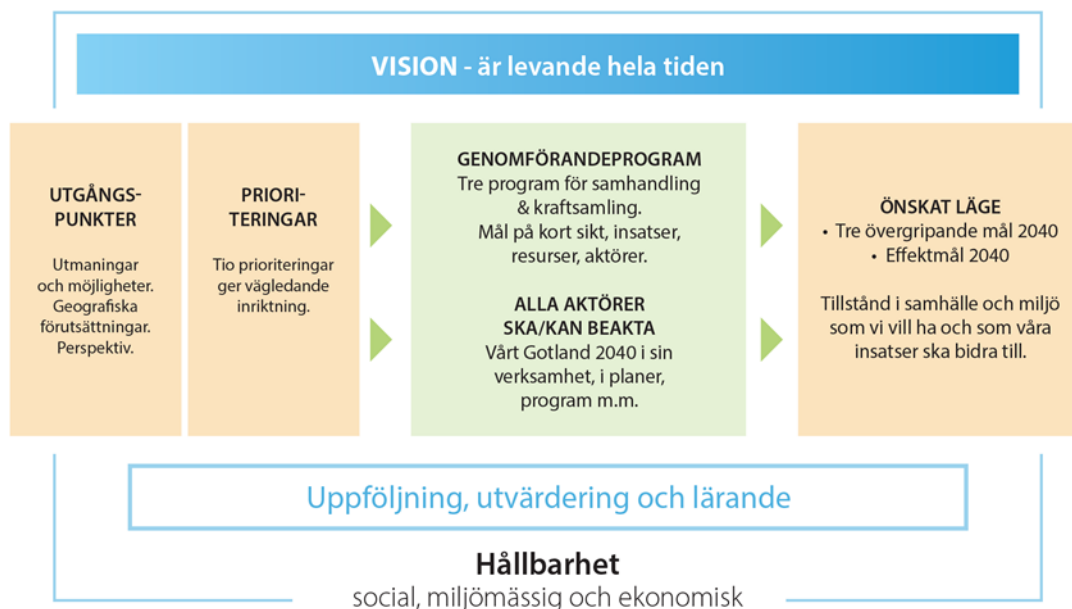 VISION - är levande hela tiden
UTGÅNGS-
PUNKTER
Utmaningar
och möjligheter.
Geografiska
förutsättningar.
Perspektiv.
PRIORI-
TERINGAR
Tio prioriteringar
ger vägledande
inriktning.
GENOMFÖRANDEPROGRAM
Tre program för samhandling
& kraftsamling.
Mål på kort sikt, insatser,
resurser, aktörer.
ALLA AKTÖRER
SKA/KAN BEAKTA
Vårt Gotland 2040 i sin
verksamhet, i planer,
program m.m.
ÖNSKAT LÄGE
• Tre övergripande mål 2040
• Effektmål 2040
Tillstånd i samhälle och miljö
som vi vill ha och som våra
insatser ska bidra till.
Uppföljning, utvärdering och lärande
Hållbarhet
social, miljömässig och ekonomisk